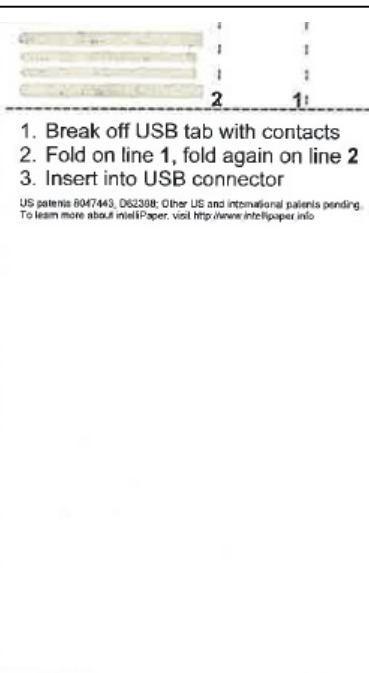 2 1
1. Break off USB tab with contacts
2. Fold on line 1, fold again on line 2
3. Insert into USB connector
US patents 8047443, D62368; Other US and international patents pending.
To learn more about intelliPaper, visit http://www.intellipaper.info